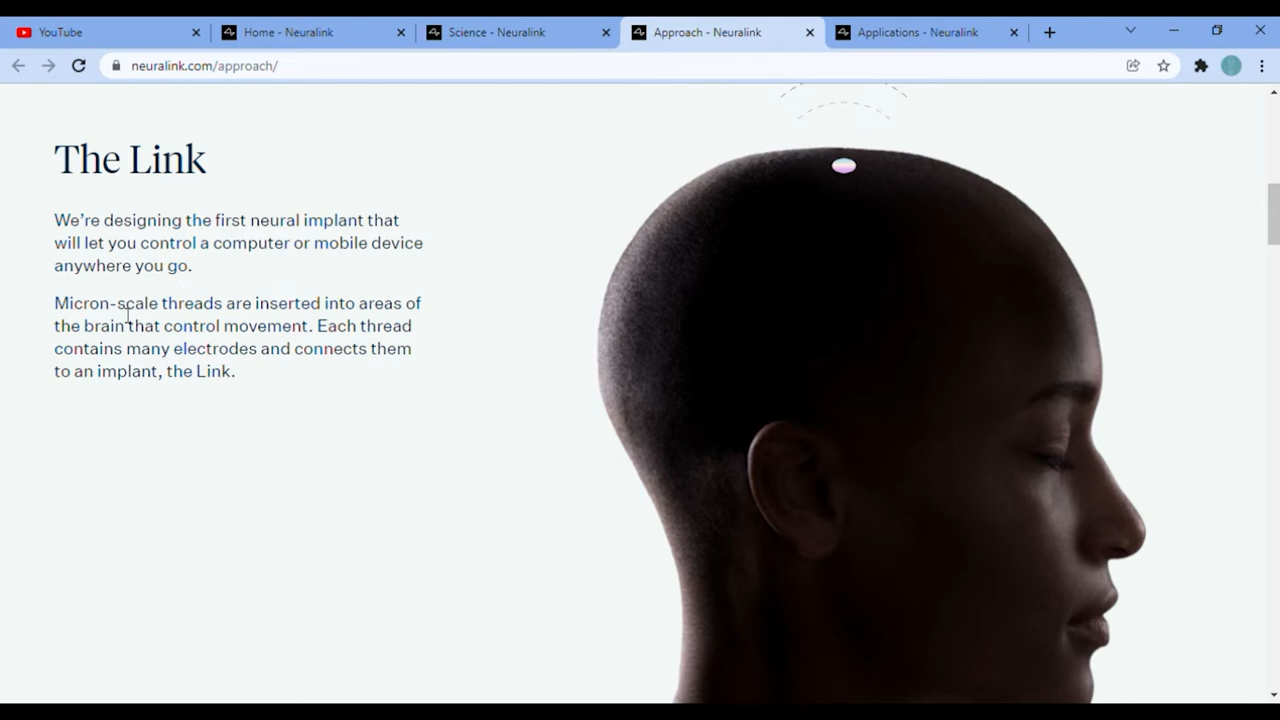 YouTube
Home - Neuralink
Science - Neuralink
Approach - Neuralink
Applications - Neuralink
neuralink.com/approach/
The Link
We’re designing the first neural implant that
will let you control a computer or mobile device
anywhere you go.
Micron-scale threads are inserted into areas of
the brain that control movement. Each thread
contains many electrodes and connects them
to an implant, the Link.